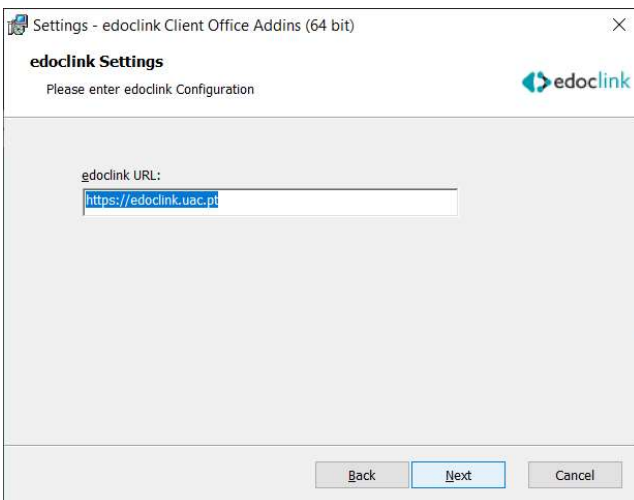 Settings - edoclink Client Office Addins (64 bit)
edoclink Settings
Please enter edoclink Configuration
edoclink
edoclink URL:
https://edoclink.uac.pt
Back
Next
Cancel